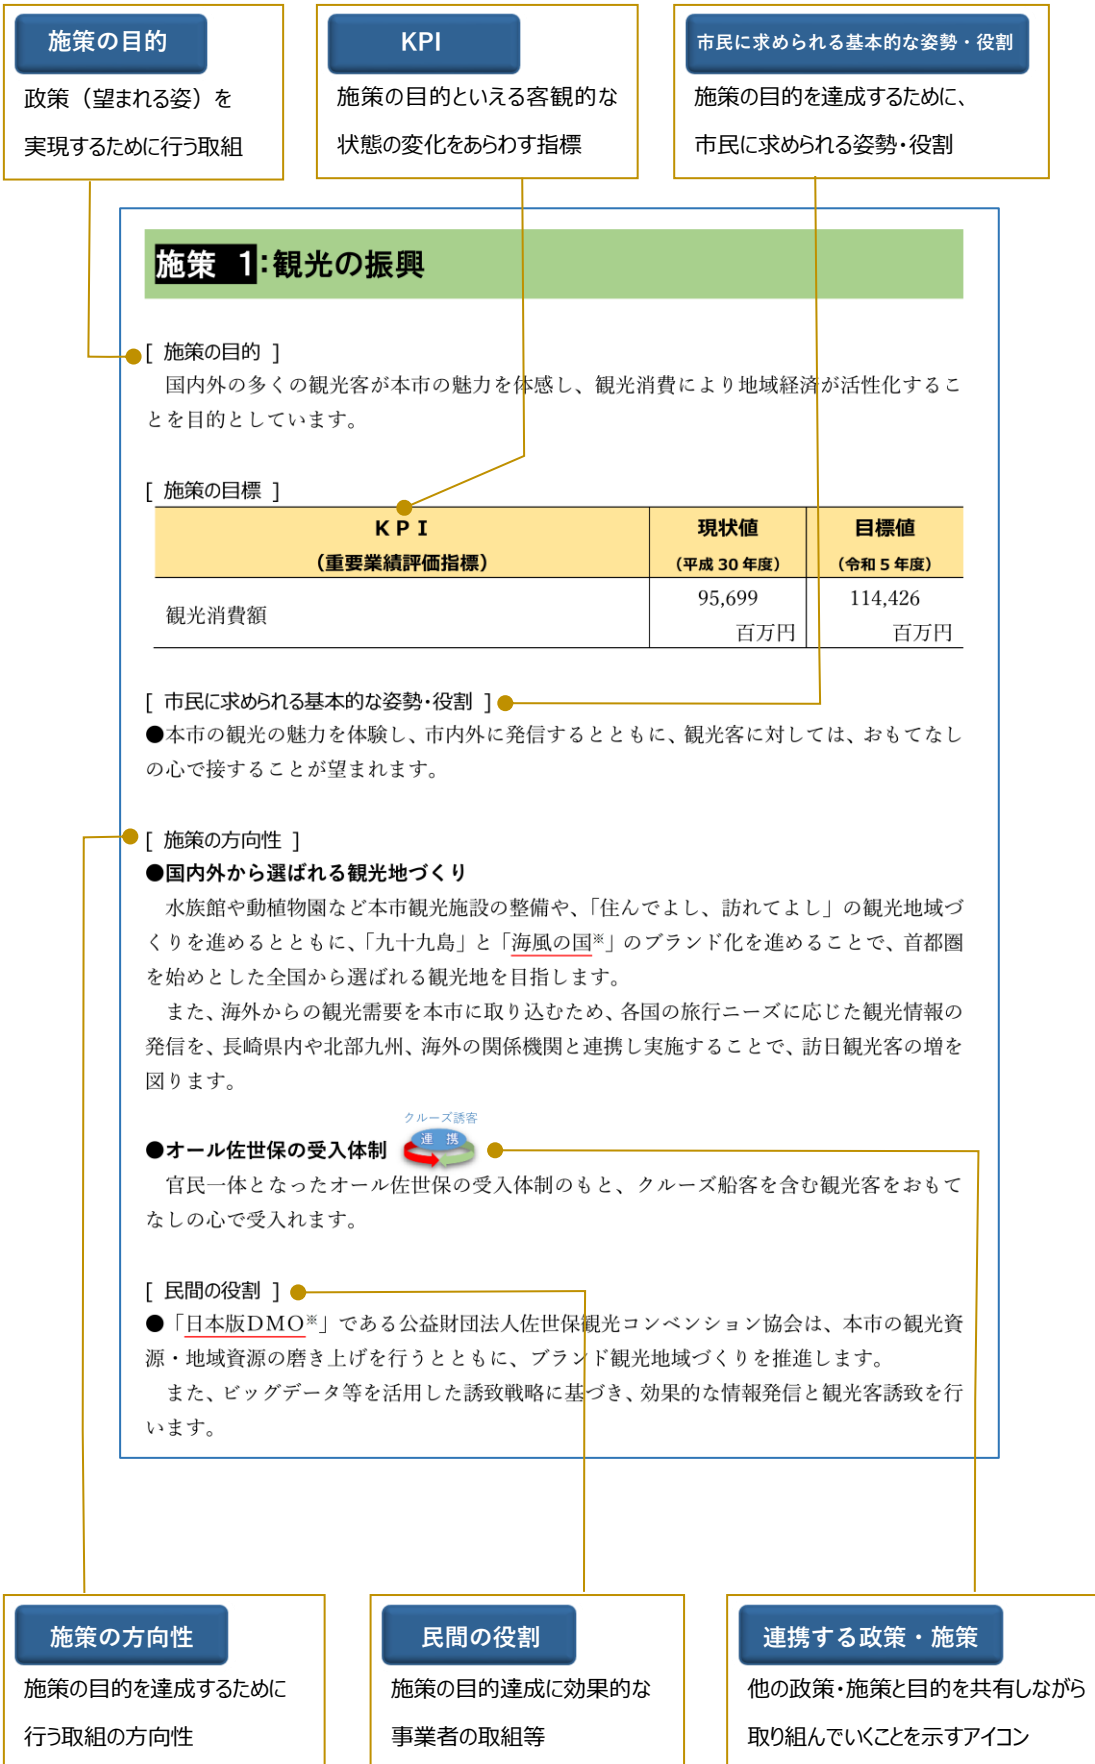 施策の目的
政策（望まれる姿）を
実現するために行う取組
KPI
施策の目的といえる客観的な
状態の変化をあらわす指標
市民に求められる基本的な姿勢・役割
施策の目的を達成するために、
市民に求められる姿勢・役割
施策 1：観光の振興
[ 施策の目的 ]
国内外の多くの観光客が本市の魅力を体感し、観光消費により地域経済が活性化するこ
とを目的としています。
[ 施策の目標 ]
ＫＰＩ
（重要業績評価指標）
現状値
（平成 30 年度）
目標値
（令和 5 年度）
観光消費額
95,699
百万円
114,426
百万円
[ 市民に求められる基本的な姿勢・役割 ]
●本市の観光の魅力を体験し、市内外に発信するとともに、観光客に対しては、おもてなし
の心で接することが望まれます。
[ 施策の方向性 ]
●国内外から選ばれる観光地づくり
水族館や動植物園など本市観光施設の整備や、「住んでよし、訪れてよし」の観光地域づ
くりを進めるとともに、「九十九島」と「海風の国※」のブランド化を進めることで、首都圏
を始めとした全国から選ばれる観光地を目指します。
また、海外からの観光需要を本市に取り込むため、各国の旅行ニーズに応じた観光情報の
発信を、長崎県内や北部九州、海外の関係機関と連携し実施することで、訪日観光客の増を
図ります。
クルーズ誘客
●オール佐世保の受入体制
連 携
官民一体となったオール佐世保の受入体制のもと、クルーズ船客を含む観光客をおもて
なしの心で受入れます。
[ 民間の役割 ]
●「日本版DMO※」である公益財団法人佐世保観光コンベンション協会は、本市の観光資
源・地域資源の磨き上げを行うとともに、ブランド観光地域づくりを推進します。
また、ビッグデータ等を活用した誘致戦略に基づき、効果的な情報発信と観光客誘致を行
います。
施策の方向性
施策の目的を達成するために
行う取組の方向性
民間の役割
施策の目的達成に効果的な
事業者の取組等
連携する政策・施策
他の政策・施策と目的を共有しながら
取り組んでいくことを示すアイコン